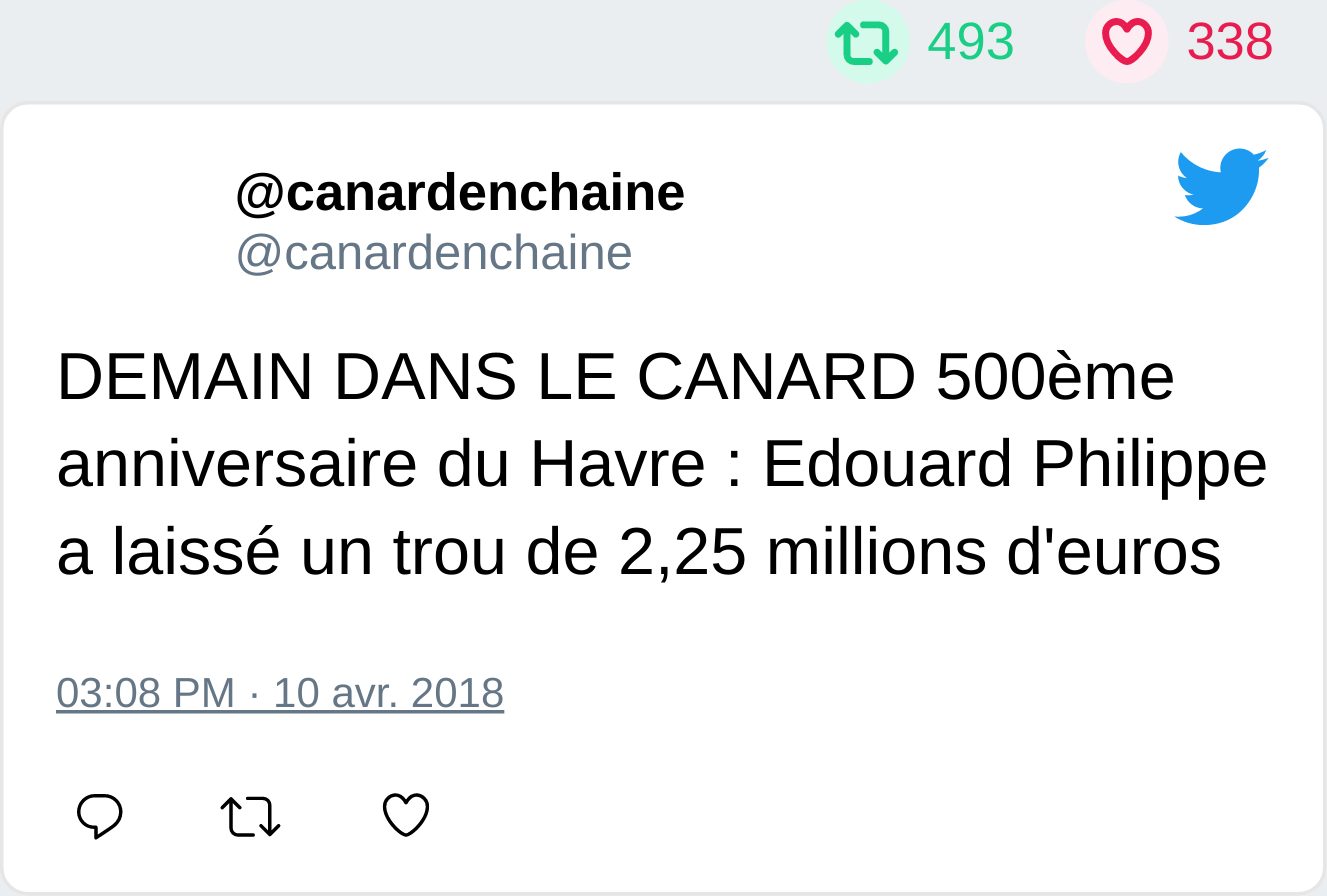 493 338
@canardenchaine
@canardenchaine
DEMAIN DANS LE CANARD 500ème
anniversaire du Havre : Edouard Philippe
a laissé un trou de 2,25 millions d'euros
03:08 PM · 10 avr. 2018